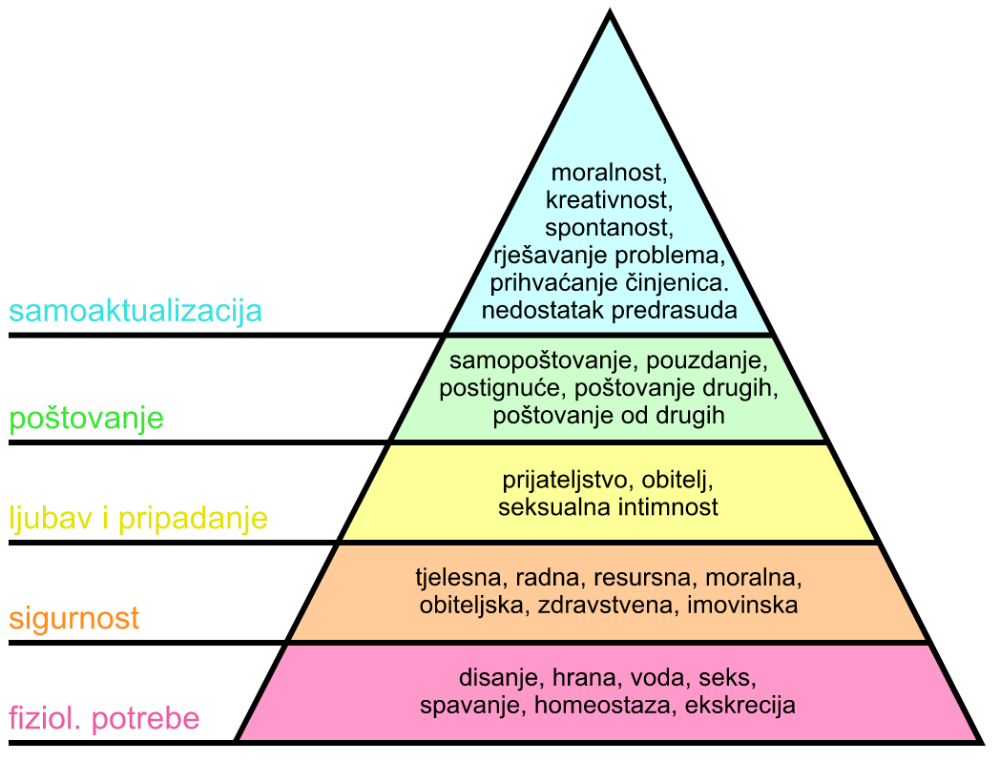 moralnost,
kreativnost,
spontanost,
rješavanje problema,
prihvaćanje činjenica.
nedostatak predrasuda
samoaktualizacija
samopoštovanje, pouzdanje,
postignuće, poštovanje drugih,
poštovanje od drugih
poštovanje
prijateljstvo, obitelj,
seksualna intimnost
ljubav i pripadanje
tjelesna, radna, resursna, moralna,
obiteljska, zdravstvena, imovinska
sigurnost
disanje, hrana, voda, seks,
spavanje, homeostaza, ekskrecija
fiziol. potrebe